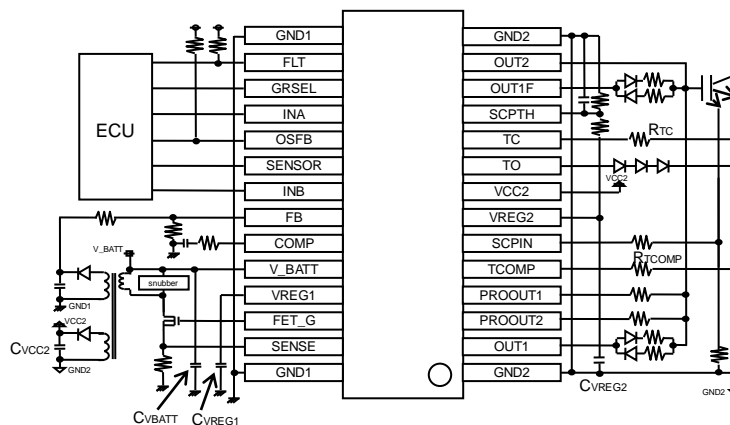 GND1
FLT
GRSEL
INA
OSFB
SENSOR
INB
FB
COMP
V_BATT
VREG1
FET_G
SENSE
GND1
GND2
OUT2
OUT1F
SCPTH
TC
TO
VCC2
VREG2
SCPIN
TCOMP
PROOUT1
PROOUT2
OUT1
GND2
ECU
V_BATT
snubber
GND1
VCC2
CVCC2
GND2
CVBATT
CVREG1
RTC
VCC2
RTCOMP
CVREG2
GND2